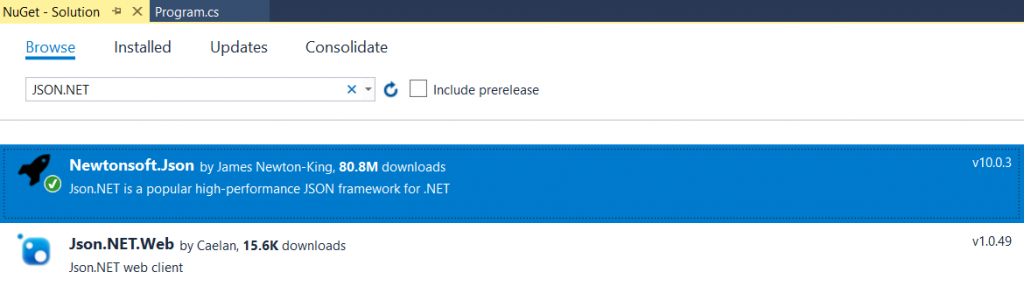 NuGet - Solution Program.cs
Browse Installed Updates Consolidate
JSON.NET Include prerelease
Newtonsoft.Json by James Newton-King, 80.8M downloads v10.0.3
Json.NET is a popular high-performance JSON framework for .NET
Json.NET.Web by Caelan, 15.6K downloads v1.0.49
Json.NET web client